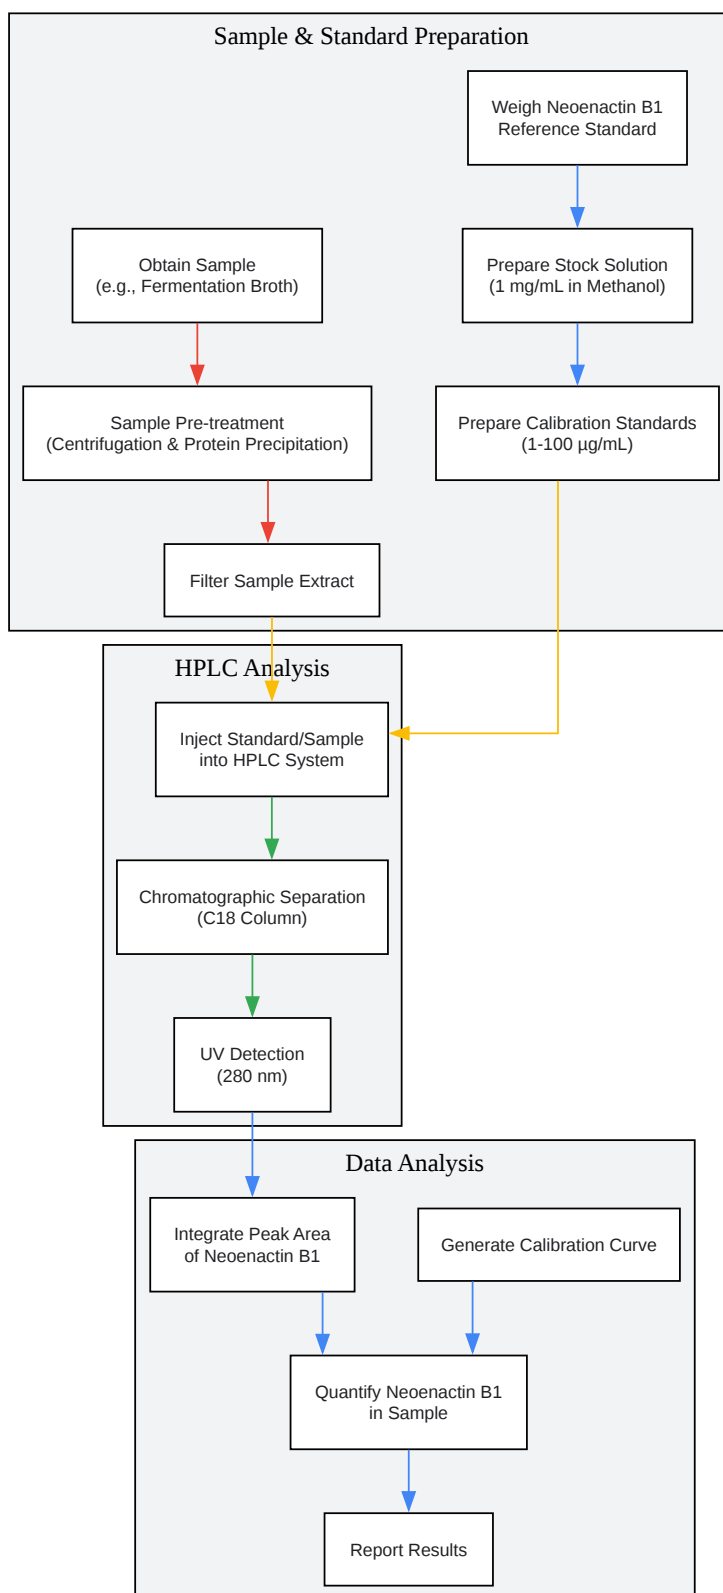 Sample & Standard Preparation
Weigh Neoenactin B1
Reference Standard
Obtain Sample
(e.g., Fermentation Broth)
Prepare Stock Solution
(1 mg/mL in Methanol)
Sample Pre-treatment
(Centrifugation & Protein Precipitation)
Prepare Calibration Standards
(1-100 µg/mL)
Filter Sample Extract
HPLC Analysis
Inject Standard/Sample
into HPLC System
Chromatographic Separation
(C18 Column)
UV Detection
(280 nm)
Data Analysis
Integrate Peak Area
of Neoenactin B1
Generate Calibration Curve
Quantify Neoenactin B1
in Sample
Report Results